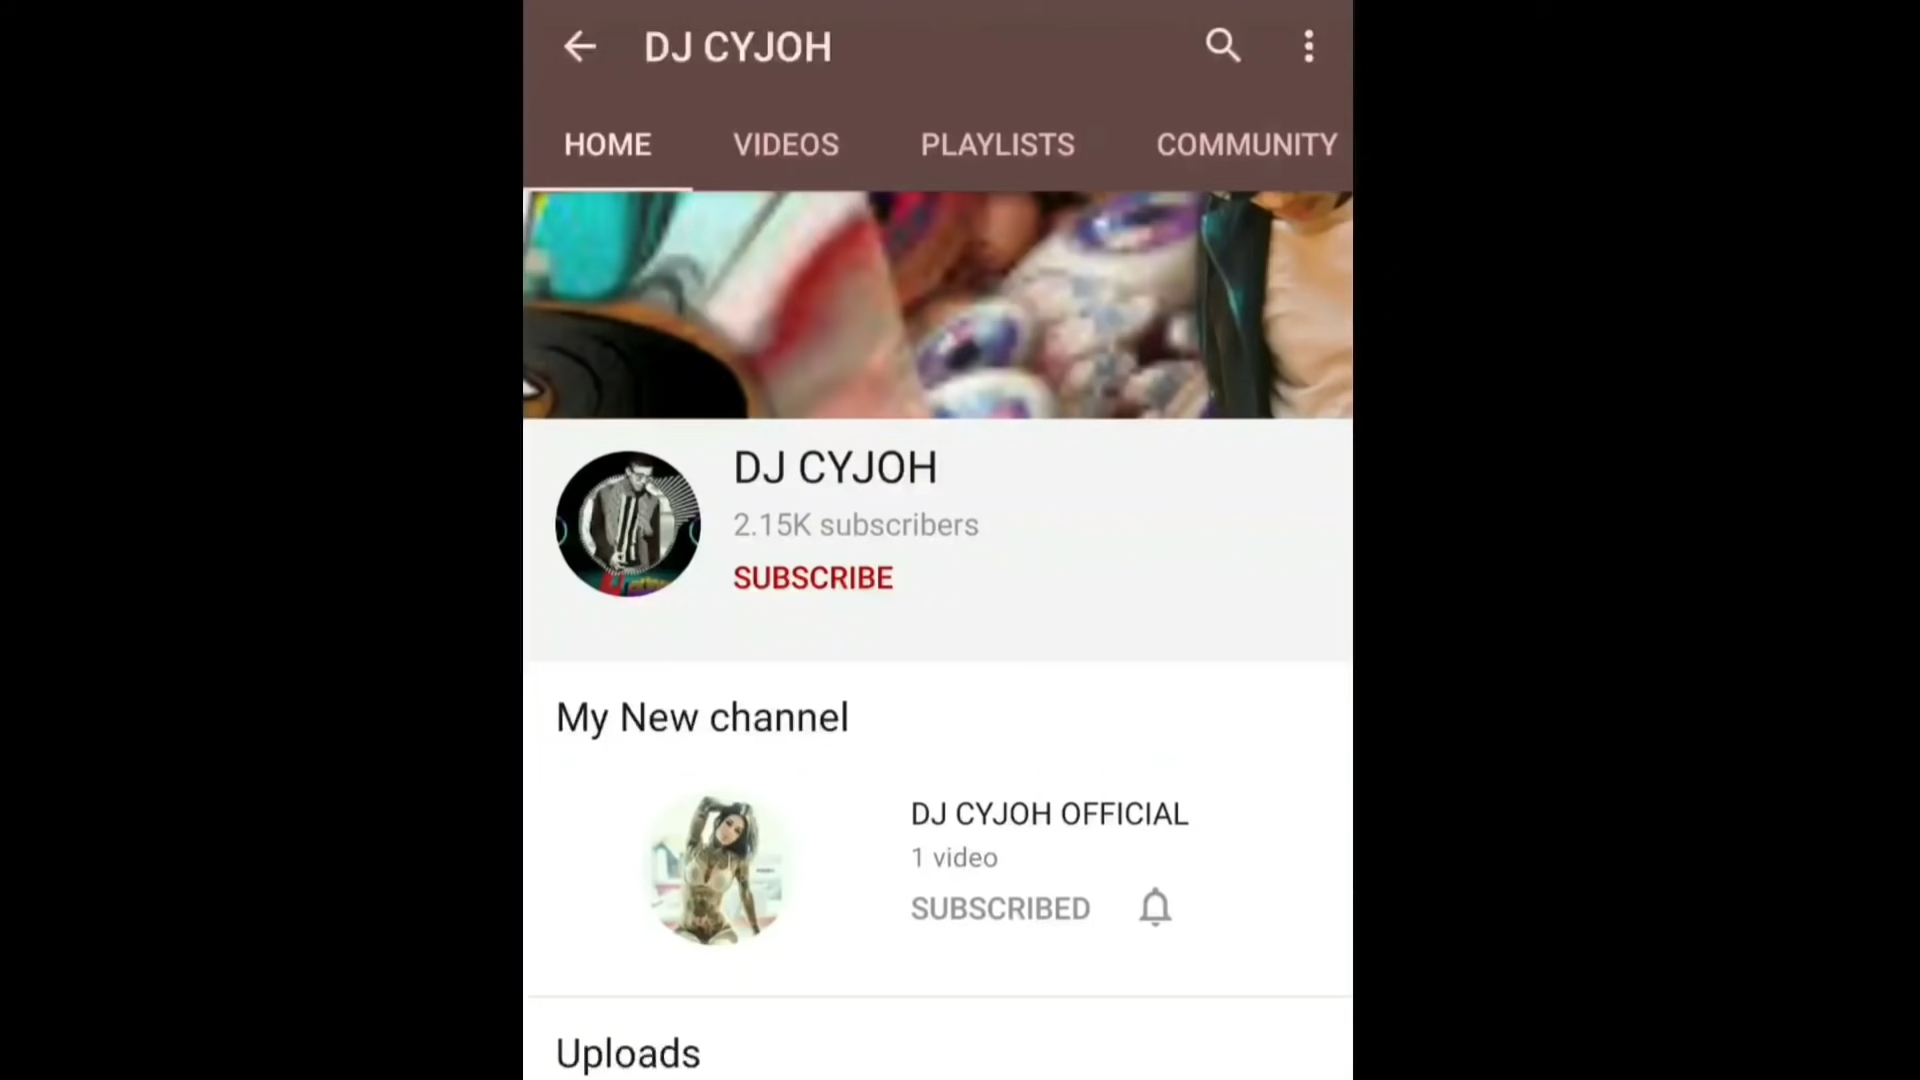 DJ CYJOH
HOME VIDEOS PLAYLISTS COMMUNITY
DJ CYJOH
2.15K subscribers
SUBSCRIBE
My New channel
DJ CYJOH OFFICIAL
1 video
SUBSCRIBED
Uploads